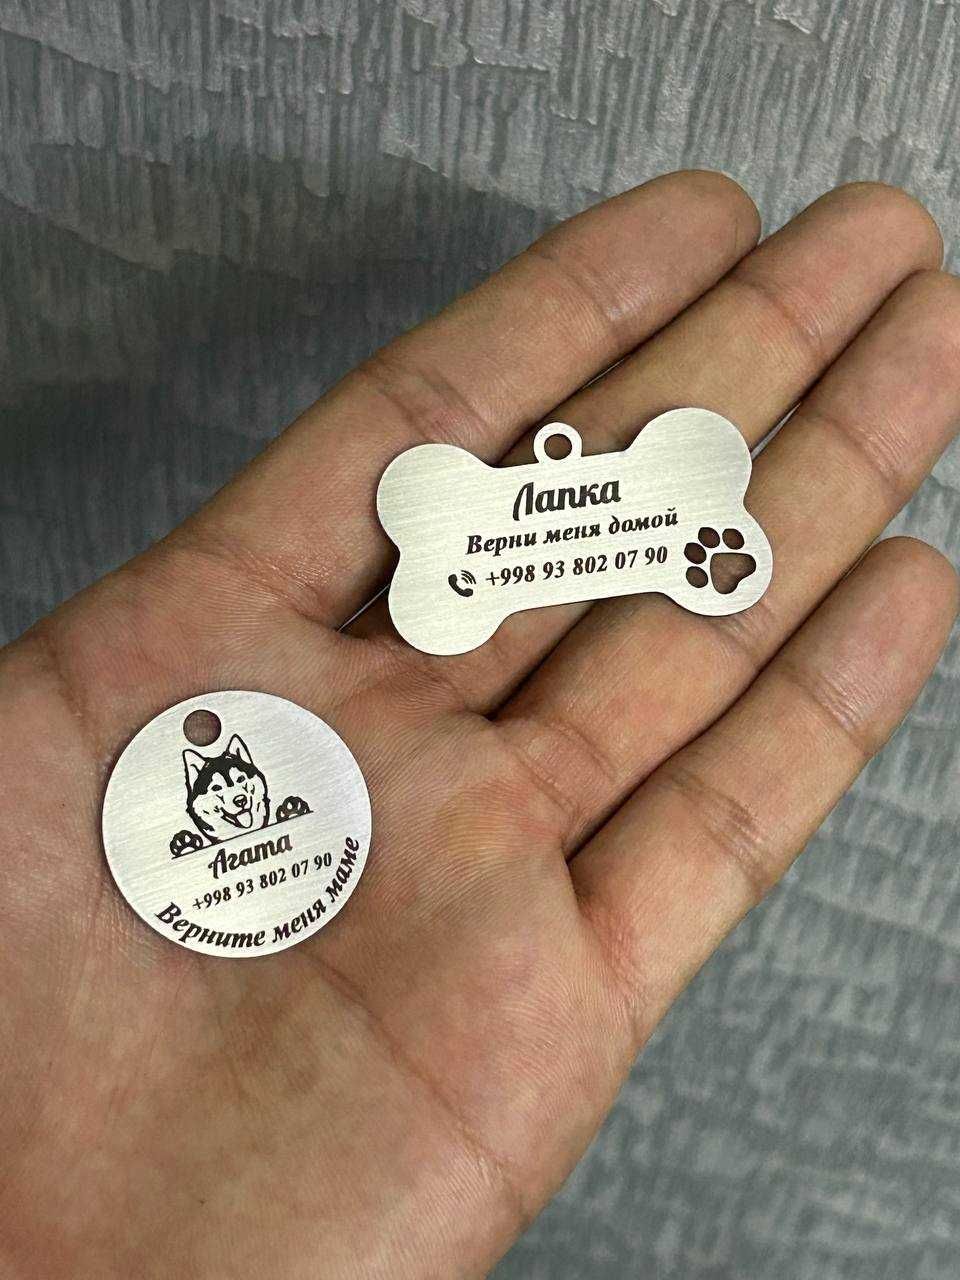 Лапка
Верни меня домой
+998 93 802 07 90
Агата
+998 93 802 07 90
Верните меня маме